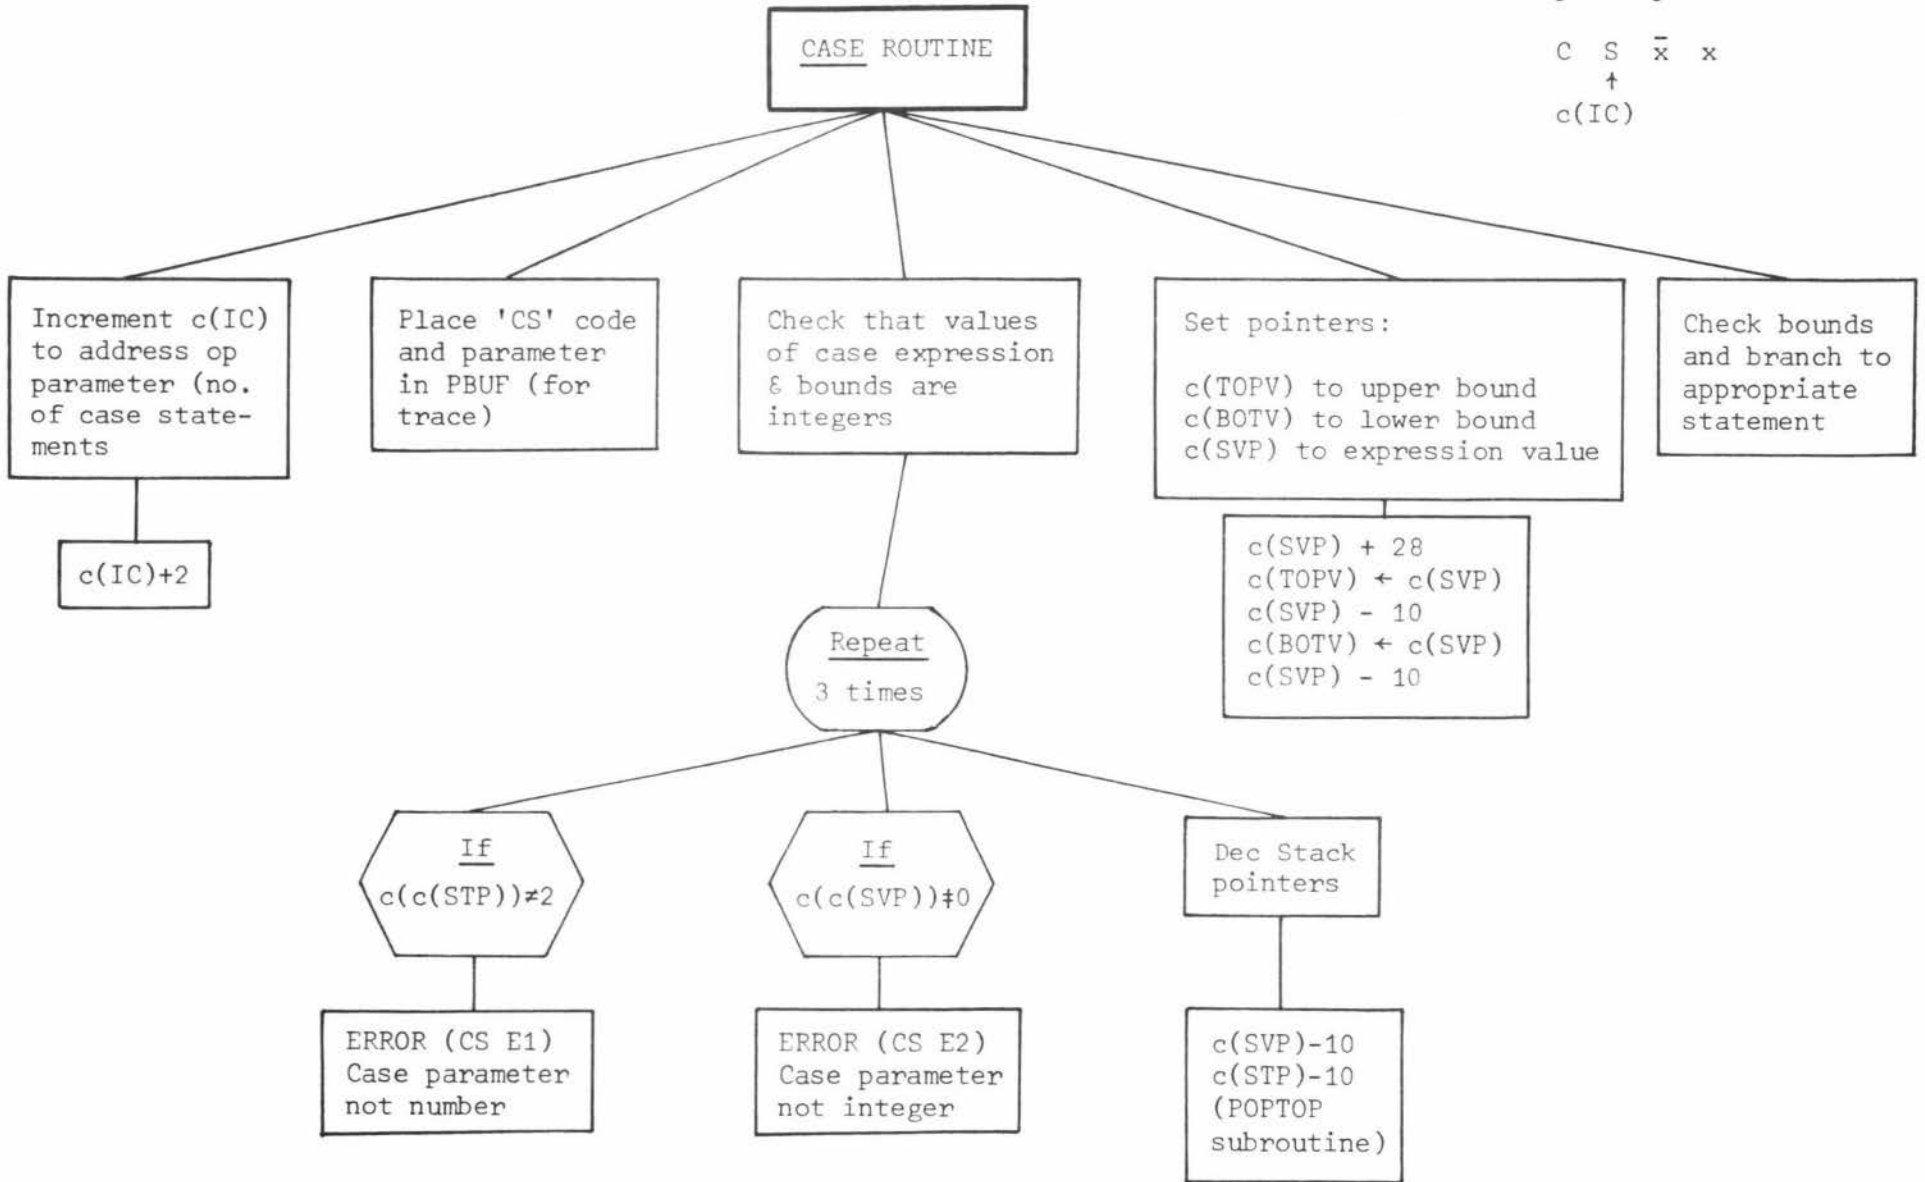 CASE ROUTINE
C S x̄ x
↑
c(IC)
Increment c(IC)
to address op
parameter (no.
of case state-
ments
c(IC)+2
Place 'CS' code
and parameter
in PBUF (for
trace)
Check that values
of case expression
& bounds are
integers
Set pointers:
c(TOPV) to upper bound
c(BOTV) to lower bound
c(SVP) to expression value
c(SVP) + 28
c(TOPV) ← c(SVP)
c(SVP) - 10
c(BOTV) ← c(SVP)
c(SVP) - 10
Check bounds
and branch to
appropriate
statement
Repeat
3 times
If
c(c(STP))≠2
ERROR (CS E1)
Case parameter
not number
If
c(c(SVP))≠0
ERROR (CS E2)
Case parameter
not integer
Dec Stack
pointers
c(SVP)-10
c(STP)-10
(POPTOP
subroutine)